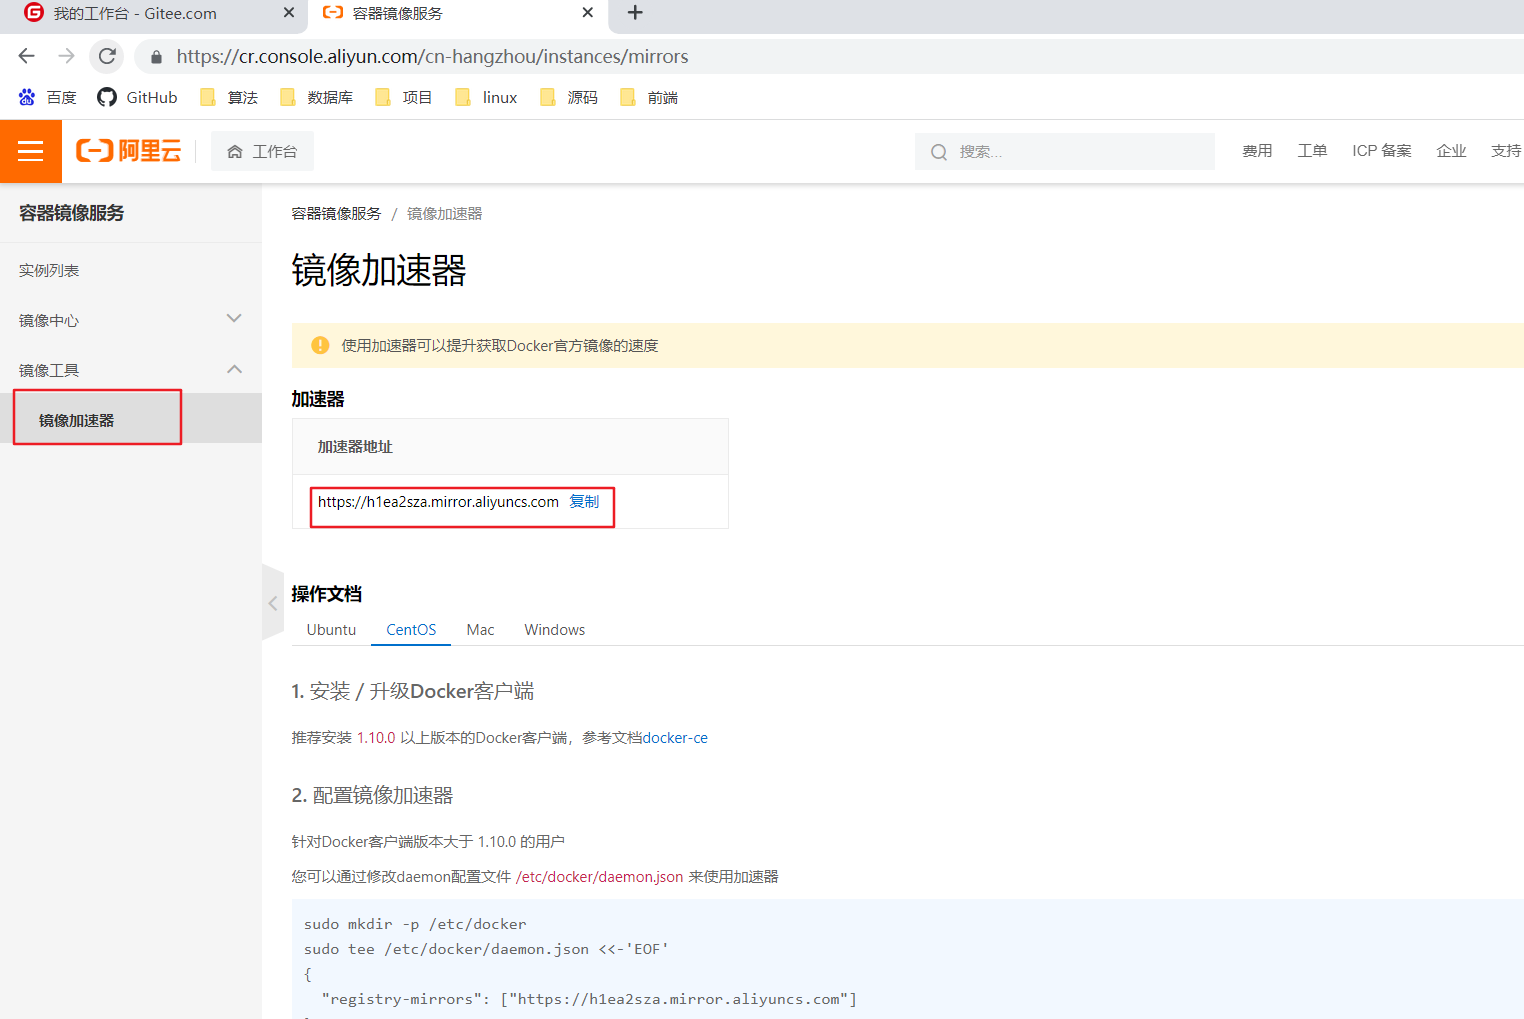 我的工作台 - Gitee.com
容器镜像服务
https://cr.console.aliyun.com/cn-hangzhou/instances/mirrors
百度 GitHub 算法 数据库 项目 linux 源码 前端
阿里云 工作台 搜索... 费用 工单 ICP 备案 企业 支持
容器镜像服务
实例列表
镜像中心
镜像工具
镜像加速器
容器镜像服务 / 镜像加速器
镜像加速器
使用加速器可以提升获取Docker官方镜像的速度
加速器
加速器地址
https://h1ea2sza.mirror.aliyuncs.com 复制
操作文档
Ubuntu CentOS Mac Windows
1. 安装 / 升级Docker客户端
推荐安装 1.10.0 以上版本的Docker客户端，参考文档docker-ce
2. 配置镜像加速器
针对Docker客户端版本大于 1.10.0 的用户
您可以通过修改daemon配置文件 /etc/docker/daemon.json 来使用加速器
sudo mkdir -p /etc/docker
sudo tee /etc/docker/daemon.json <<-'EOF'
{
"registry-mirrors": ["https://h1ea2sza.mirror.aliyuncs.com"]